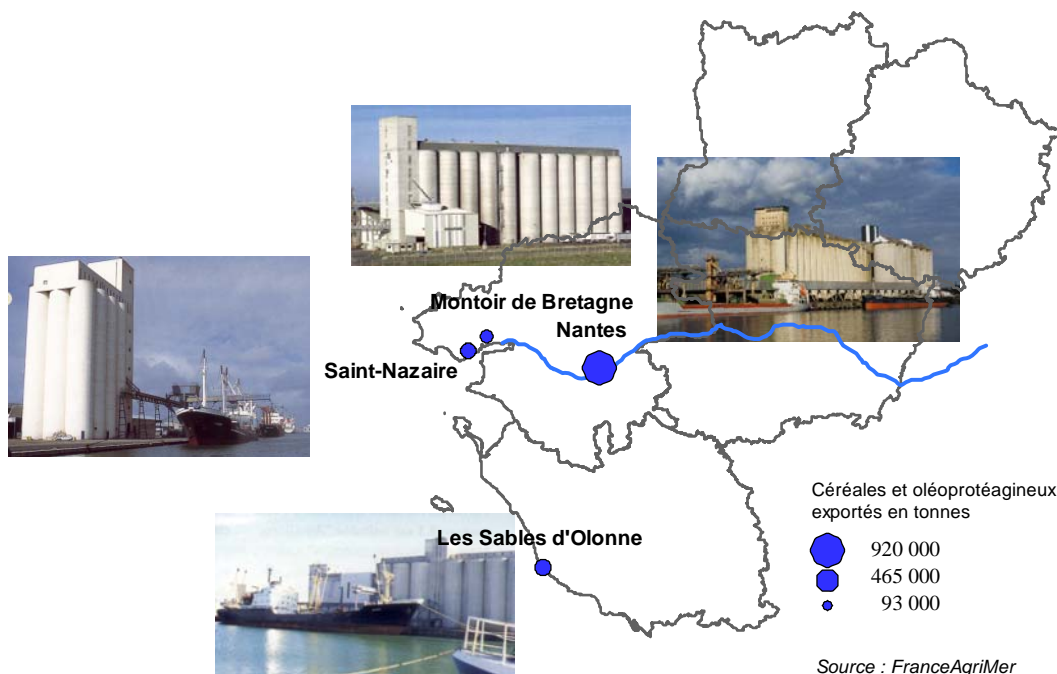 Montoir de Bretagne
Nantes
Saint-Nazaire
Les Sables d'Olonne
Céréales et oléoprotéagineux
exportés en tonnes
920 000
465 000
93 000
Source : FranceAgriMer